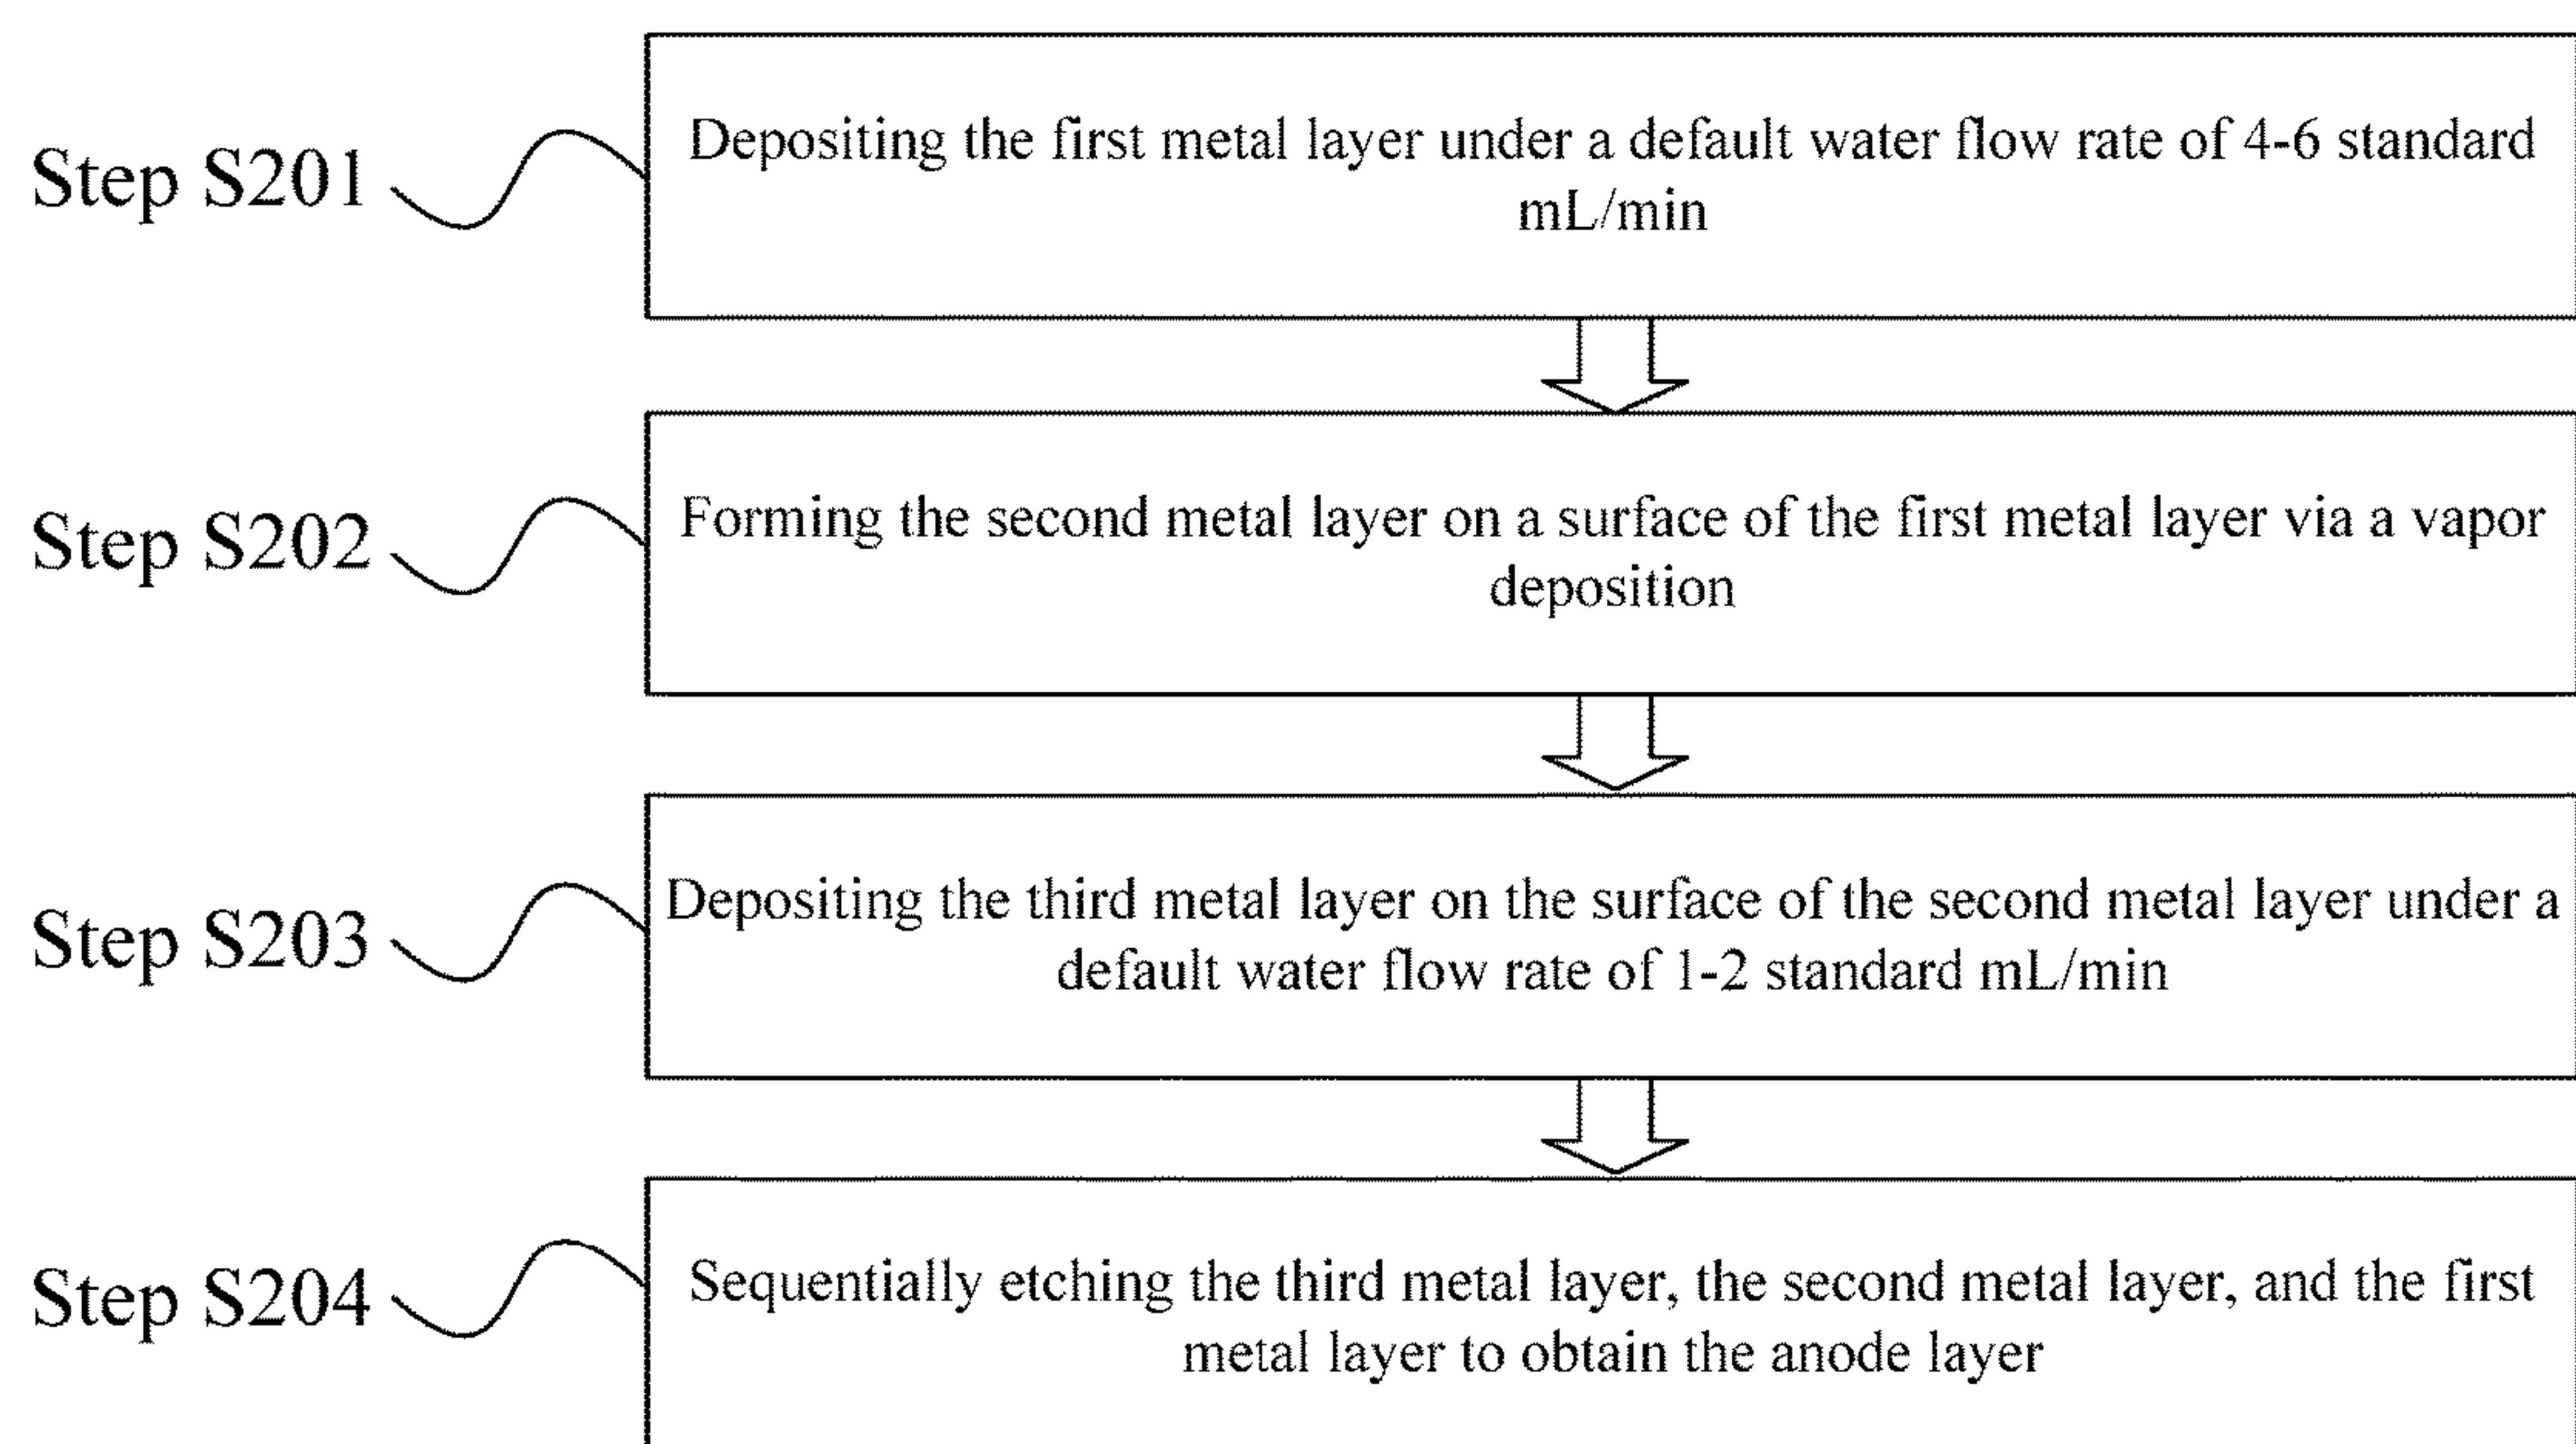 Step S201
Depositing the first metal layer under a default water flow rate of 4-6 standard
mL/min
Step S202
Forming the second metal layer on a surface of the first metal layer via a vapor
deposition
Step S203
Depositing the third metal layer on the surface of the second metal layer under a
default water flow rate of 1-2 standard mL/min
Step S204
Sequentially etching the third metal layer, the second metal layer, and the first
metal layer to obtain the anode layer